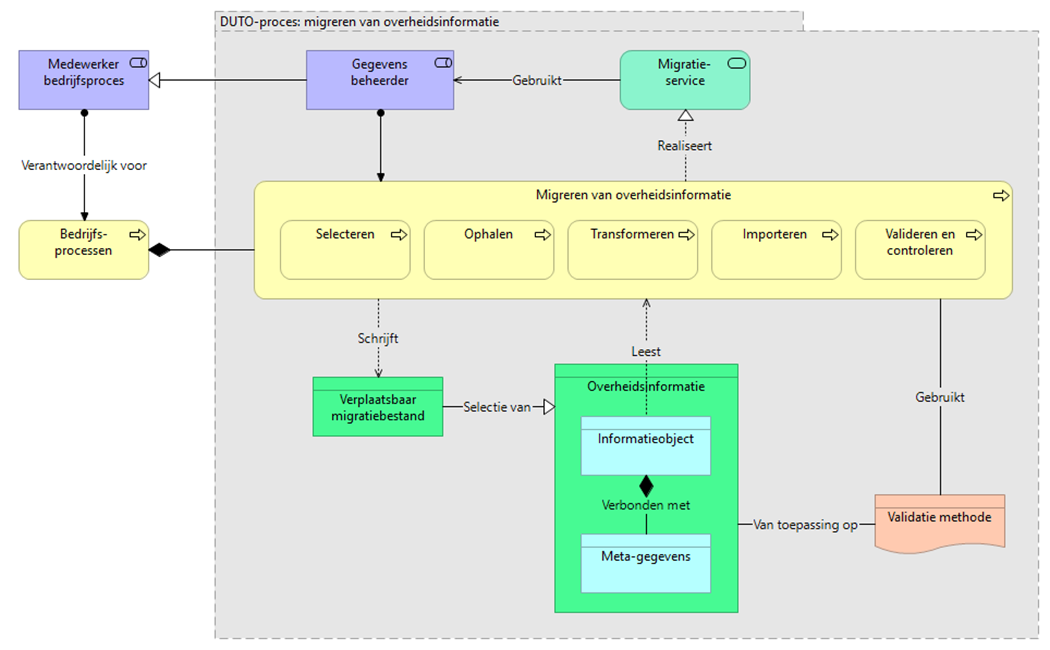 DUTO-proces: migreren van overheidsinformatie
Medewerker
bedrijfsproces
Gegevens
beheerder
Gebruikt
Migratie-
service
Verantwoordelijk voor
Realiseert
Bedrijfs-
processen
Migreren van overheidsinformatie
Selecteren
Ophalen
Transformeren
Importeren
Valideren en
controleren
Schrijft
Leest
Gebruikt
Verplaatsbaar
migratiebestand
Selectie van
Overheidsinformatie
Informatieobject
Verbonden met
Meta-gegevens
Van toepassing op
Validatie methode